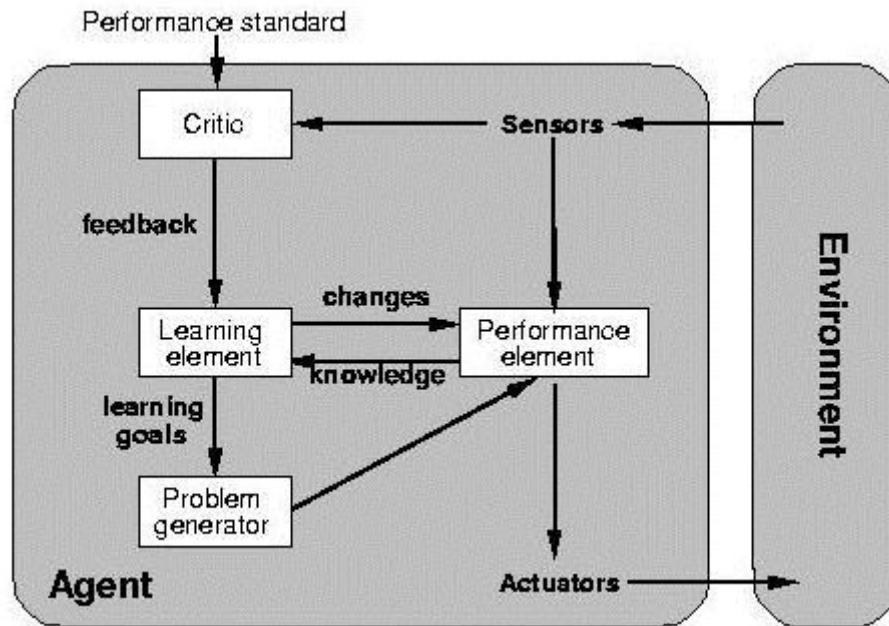 Performance standard
Critic
Sensors
feedback
changes
Learning
element
Performance
element
knowledge
learning
goals
Problem
generator
Agent
Actuators
Environment